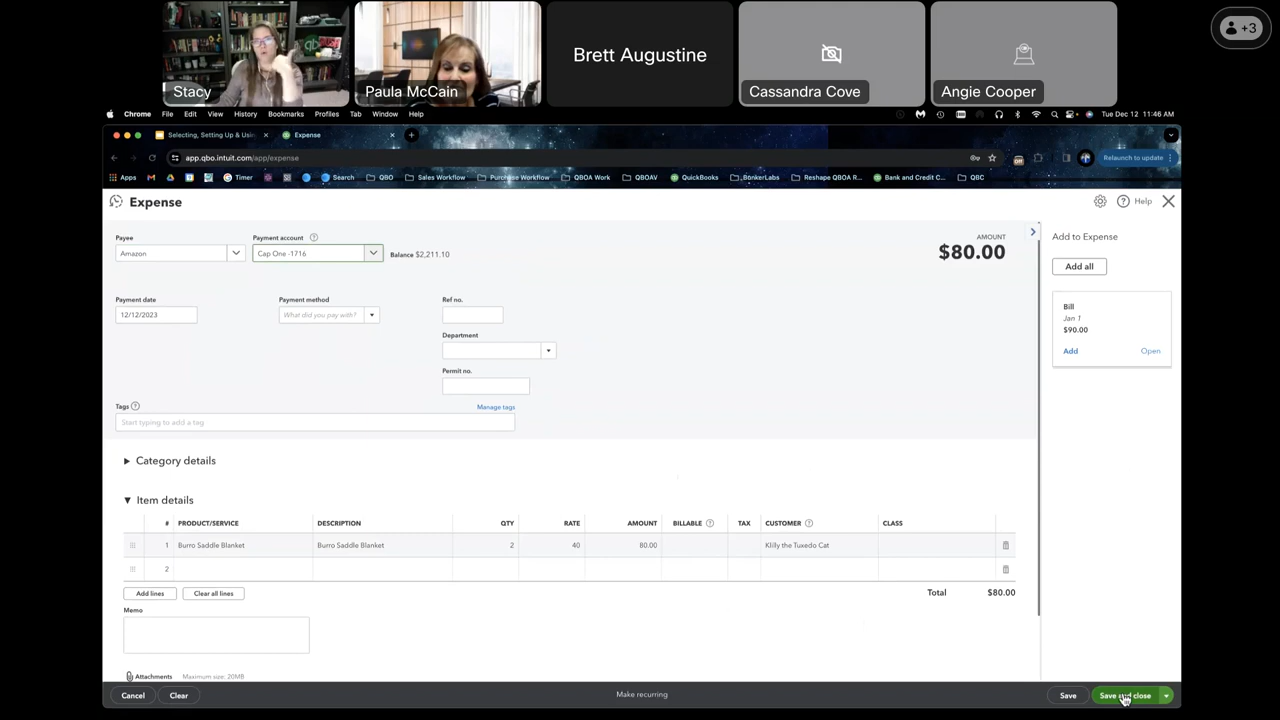 +3
Stacy
Paula McCain
Brett Augustine
Cassandra Cove
Angie Cooper
Chrome File Edit View History Bookmarks Profiles Tab Window Help
Tue Dec 12 11:46 AM
Selecting, Setting Up & Usin
Expense
app.qbo.intuit.com/app/expense
Relaunch to update
Apps
Timer
Search
QBO
Sales Workflow
Purchase Workflow
QBOA Work
QBOAV
QuickBooks
BonkerLabs
Reshape QBOA R...
Bank and Credit C...
QBC
Expense
Help
Payee
Payment account
AMOUNT
Amazon
Cap One -1716
Balance $2,211.10
$80.00
Add to Expense
Add all
Payment date
Payment method
Ref no.
12/12/2023
What did you pay with?
Bill
Jan 1
$90.00
Department
Add
Open
Permit no.
Tags
Manage tags
Start typing to add a tag
Category details
Item details
# PRODUCT/SERVICE DESCRIPTION QTY RATE AMOUNT BILLABLE TAX CUSTOMER CLASS
1 Burro Saddle Blanket Burro Saddle Blanket 2 40 80.00 Klilly the Tuxedo Cat
2
Add lines
Clear all lines
Total $80.00
Memo
Attachments Maximum size: 20MB
Cancel
Clear
Make recurring
Save
Save and close